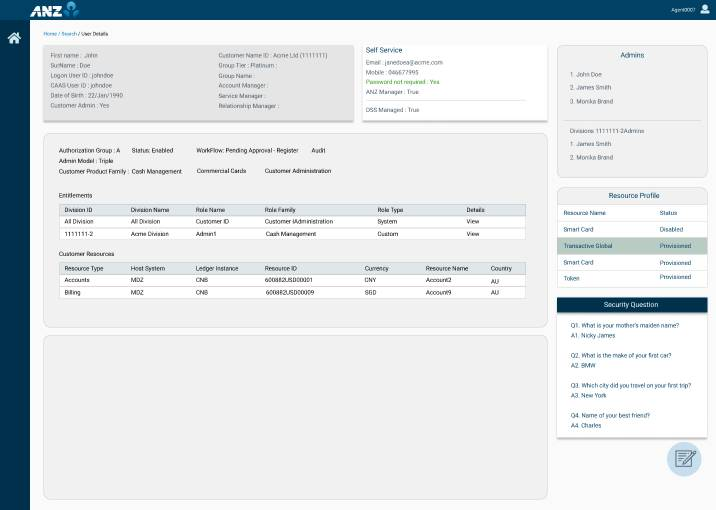 ANZ
Agent0007
Home / Search / User Details
First name : John
SurName : Doe
Logon User ID : johndoe
CAAS User ID : johndoe
Date of Birth : 22/Jan/1990
Customer Admin : Yes
Customer Name ID : Acme Ltd (1111111)
Group Tier : Platinum :
Group Name :
Account Manager :
Service Manager :
Relationship Manager :
Self Service
Email : janedoea@acme.com
Mobile : 046677995
Password not required : Yes
ANZ Manager : True
OSS Managed : True
Admins
1. John Doe
2. James Smith
3. Monika Brand
Divisions 1111111-2Admins
1. James Smith
2. Monika Brand
Authorization Group : A Status: Enabled WorkFlow: Pending Approval - Register Audit
Admin Model : Triple
Customer Product Family : Cash Management Commercial Cards Customer Administration
Entitlements
Division ID Division Name Role Name Role Family Role Type Details
All Division All Division Customer ID Customer IAdministration System View
1111111-2 Acme Division Admin1 Cash Management Custom View
Customer Resources
Resource Type Host System Ledger Instance Resource ID Currency Resource Name Country
Accounts MDZ CNB 600882USD00001 CNY Account2 AU
Billing MDZ CNB 600882USD00009 SGD Account9 AU
Resource Profile
Resource Name Status
Smart Card Disabled
Transactive Global Provisioned
Smart Card Provisioned
Token Provisioned
Security Question
Q1. What is your mother's maiden name?
A1. Nicky James
Q2. What is the make of your first car?
A2. BMW
Q3. Which city did you travel on your first trip?
A3. New York
Q4. Name of your best friend?
A4. Charles